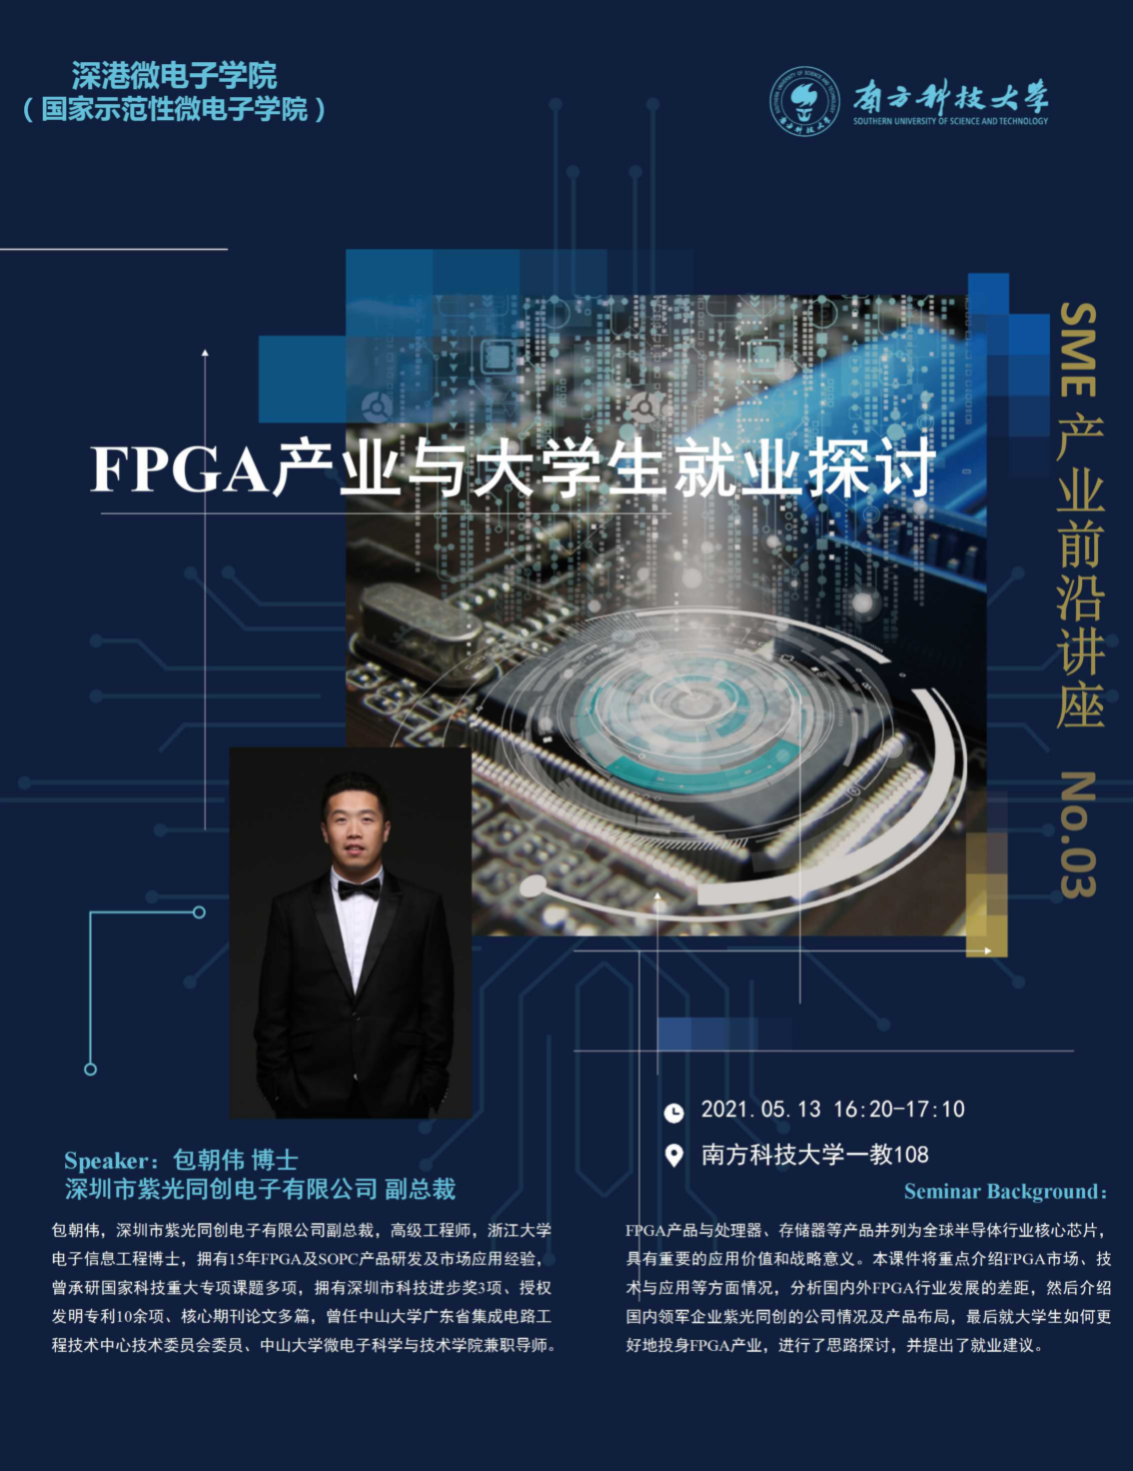 深港微电子学院
（国家示范性微电子学院）
南方科技大学
SOUTHERN UNIVERSITY OF SCIENCE AND TECHNOLOGY
FPGA产业与大学生就业探讨
SME 产业前沿讲座 No.03
2021.05.13 16:20-17:10
南方科技大学一教108
Speaker：包朝伟 博士
深圳市紫光同创电子有限公司 副总裁
包朝伟，深圳市紫光同创电子有限公司副总裁，高级工程师，浙江大学
电子信息工程博士，拥有15年FPGA及SOPC产品研发及市场应用经验，
曾承研国家科技重大专项课题多项，拥有深圳市科技进步奖3项、授权
发明专利10余项、核心期刊论文多篇，曾任中山大学广东省集成电路工
程技术中心技术委员会委员、中山大学微电子科学与技术学院兼职导师。
Seminar Background：
FPGA产品与处理器、存储器等产品并列为全球半导体行业核心芯片，
具有重要的应用价值和战略意义。本课件将重点介绍FPGA市场、技
术与应用等方面情况，分析国内外FPGA行业发展的差距，然后介绍
国内领军企业紫光同创的公司情况及产品布局，最后就大学生如何更
好地投身FPGA产业，进行了思路探讨，并提出了就业建议。